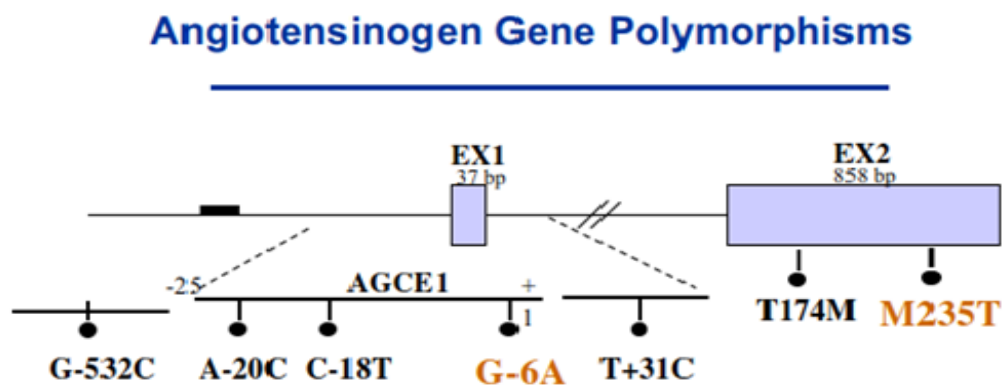 Angiotensinogen Gene Polymorphisms
EX1
37 bp
EX2
858 bp
-25
AGCE1
+
1
G-532C
A-20C
C-18T
G-6A
T+31C
T174M
M235T